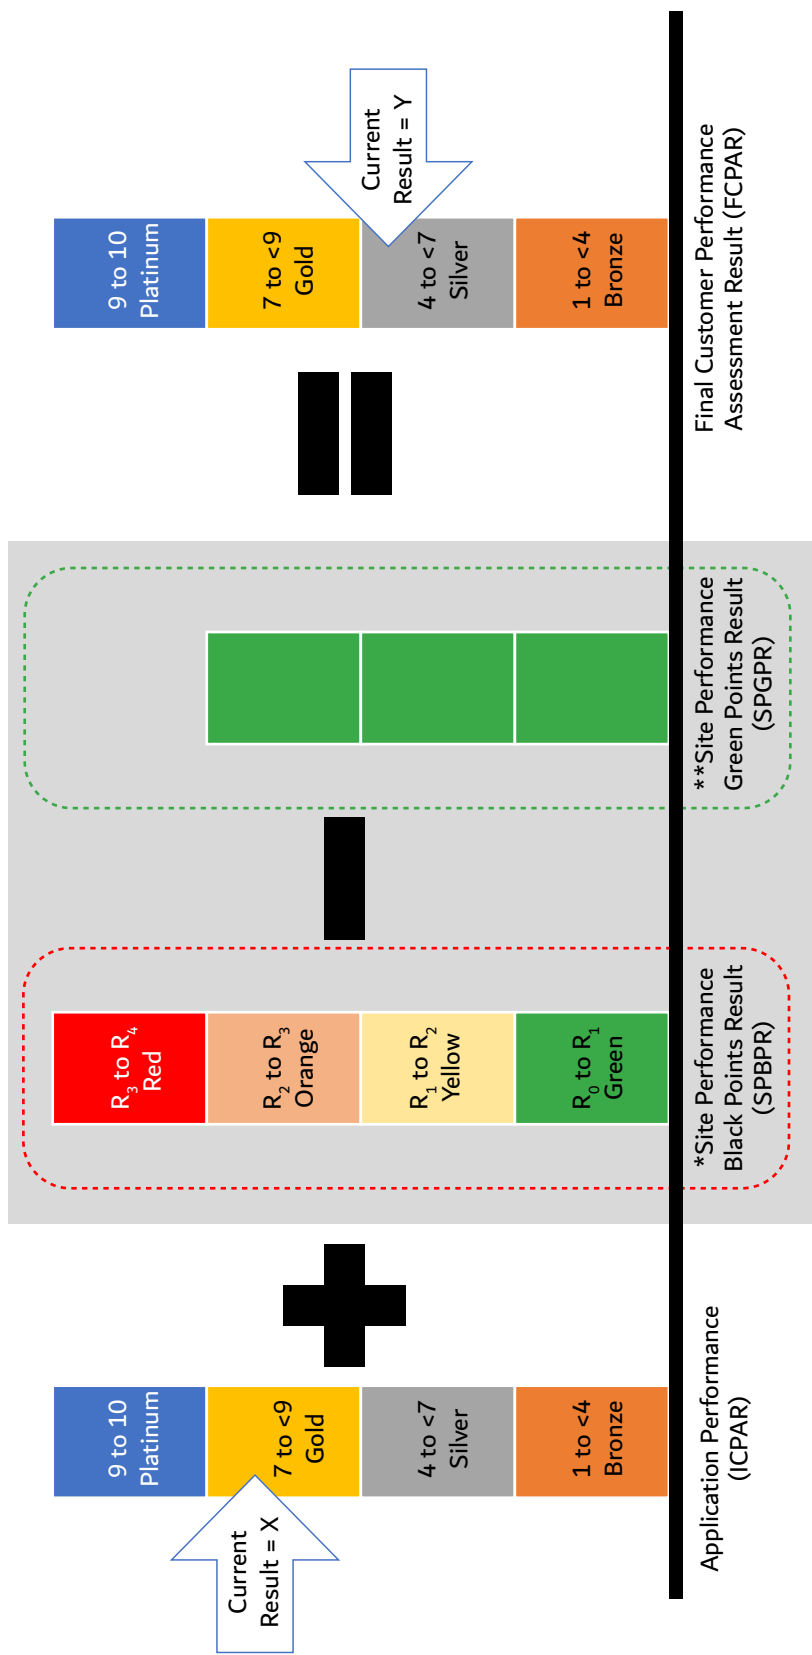 Current
Result = X
9 to 10
Platinum
7 to <9
Gold
4 to <7
Silver
1 to <4
Bronze
Application Performance
(ICPAR)
R₃ to R₄
Red
R₂ to R₃
Orange
R₁ to R₂
Yellow
R₀ to R₁
Green
*Site Performance
Black Points Result
(SPBPR)
**Site Performance
Green Points Result
(SPGPR)
9 to 10
Platinum
7 to <9
Gold
4 to <7
Silver
1 to <4
Bronze
Current
Result = Y
Final Customer Performance
Assessment Result (FCPAR)